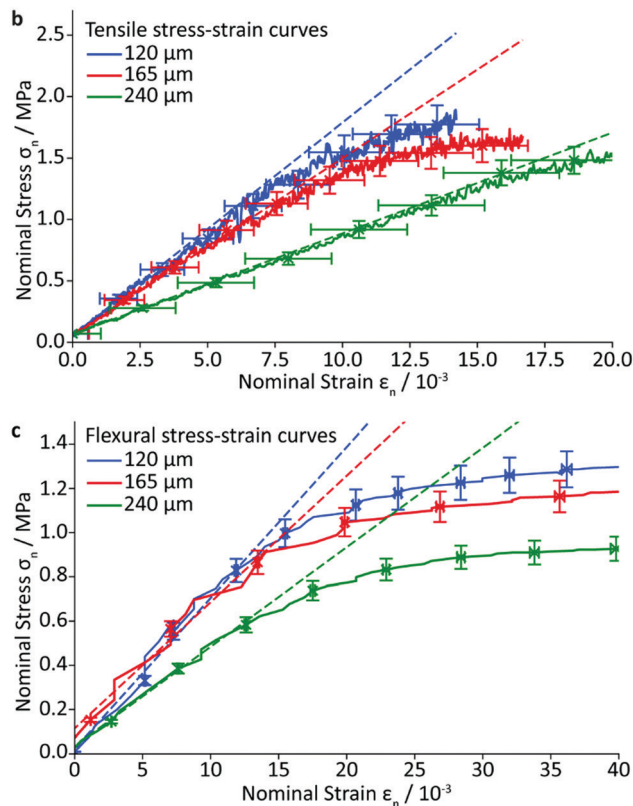 b
Tensile stress-strain curves
120 μm
165 μm
240 μm
Nominal Stress σn / MPa
2.5
2.0
1.5
1.0
0.5
0.0
0.0 2.5 5.0 7.5 10.0 12.5 15.0 17.5 20.0
Nominal Strain εn / 10-3
c
Flexural stress-strain curves
120 μm
165 μm
240 μm
Nominal Stress σn / MPa
1.4
1.2
1.0
0.8
0.6
0.4
0.2
0.0
0 5 10 15 20 25 30 35 40
Nominal Strain εn / 10-3